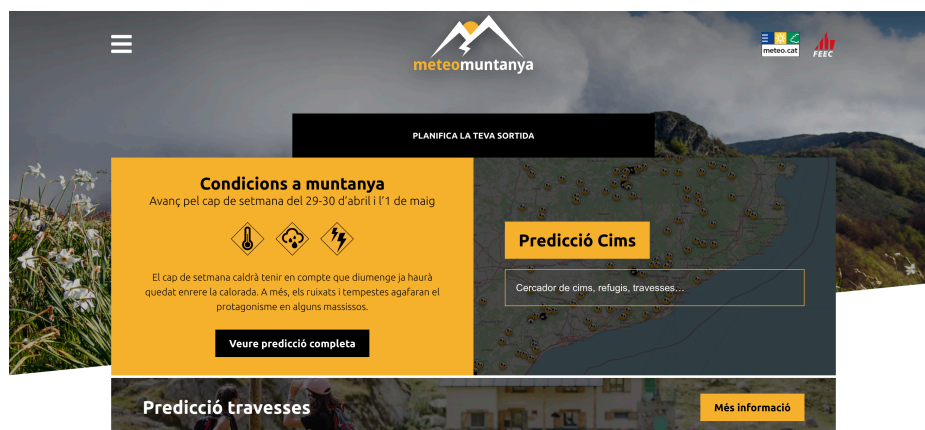 meteomuntanya
meteo.cat
FEEC
PLANIFICA LA TEVA SORTIDA
Condicions a muntanya
Avanç pel cap de setmana del 29-30 d'abril i l'1 de maig
El cap de setmana caldrà tenir en compte que diumenge ja haurà
quedat enrere la calorada. A més, els ruixats i tempestes agafaran el
protagonisme en alguns massissos.
Veure predicció completa
Predicció Cims
Cercador de cims, refugis, travesses...
Predicció travesses
Més informació